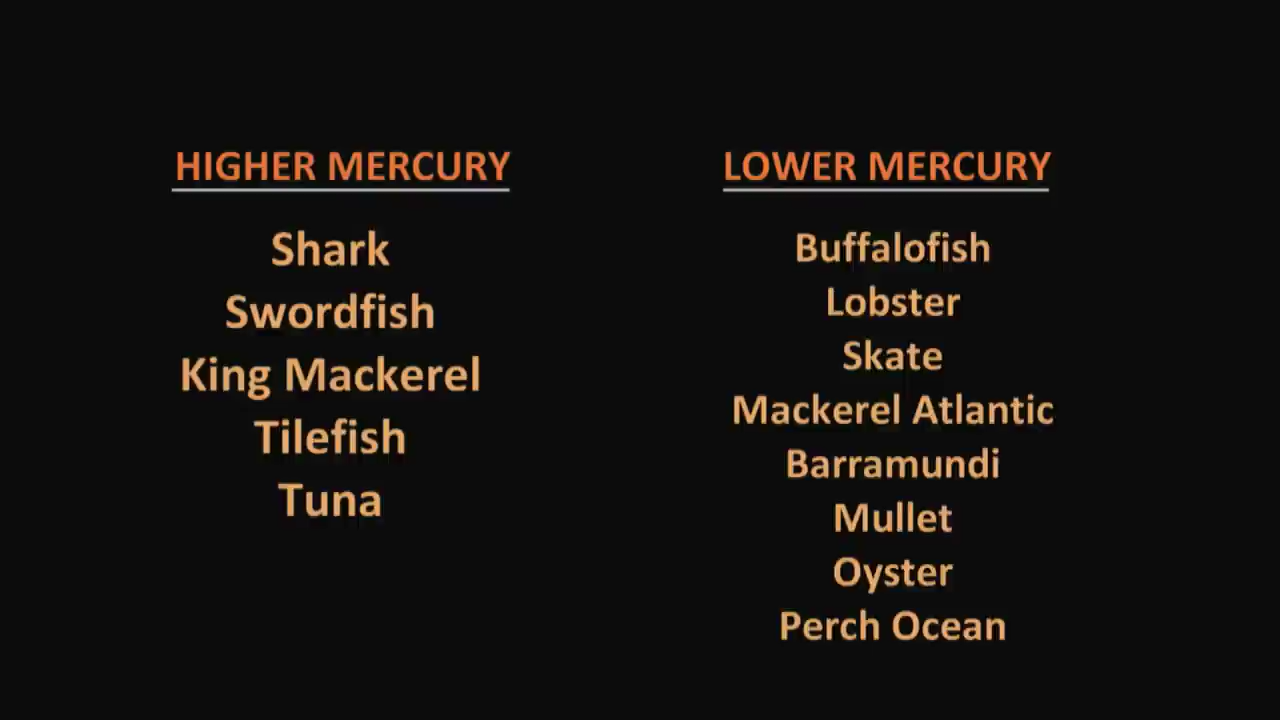 HIGHER MERCURY
Shark
Swordfish
King Mackerel
Tilefish
Tuna
LOWER MERCURY
Buffalofish
Lobster
Skate
Mackerel Atlantic
Barramundi
Mullet
Oyster
Perch Ocean